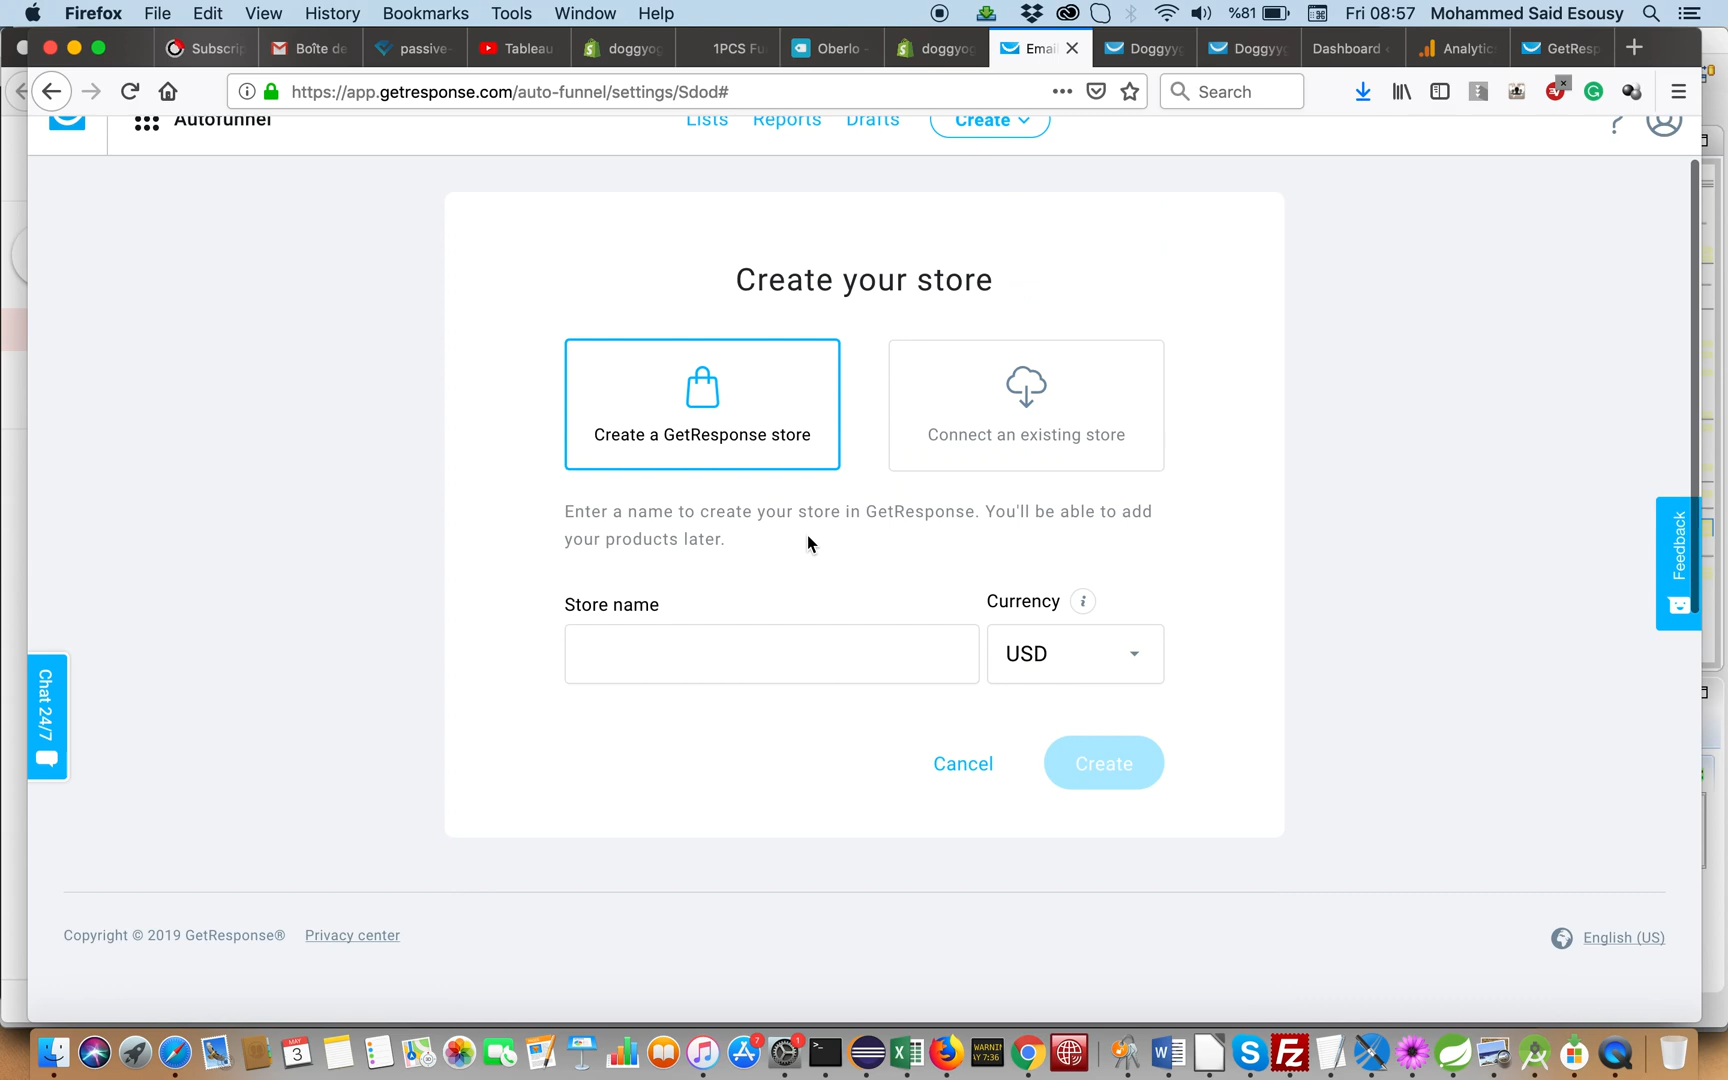 Firefox File Edit View History Bookmarks Tools Window Help %81 Fri 08:57 Mohammed Said Esousy
Subscri Boîte de passive- Tableau doggyog 1PCS Fu Oberlo doggyog Emai Doggyyg Doggyyg Dashboard Analytic GetResp
https://app.getresponse.com/auto-funnel/settings/Sdod# Search
Autofunnel Lists Reports Drafts Create ?
Create your store
Create a GetResponse store Connect an existing store
Enter a name to create your store in GetResponse. You'll be able to add
your products later.
Feedback
Store name Currency i
USD
Chat 24/7
Cancel Create
Copyright © 2019 GetResponse® Privacy center English (US)